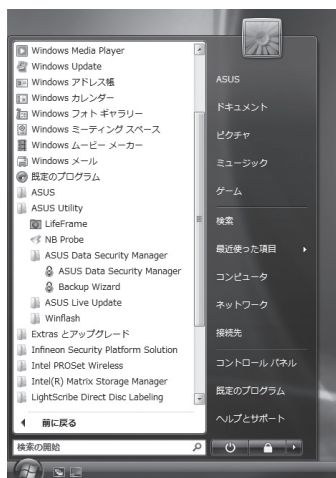 Windows Media Player
Windows Update
Windows アドレス帳
Windows カレンダー
Windows フォト ギャラリー
Windows ミーティング スペース
Windows ムービー メーカー
Windows メール
既定のプログラム
ASUS
ASUS Utility
LifeFrame
NB Probe
ASUS Data Security Manager
ASUS Data Security Manager
Backup Wizard
ASUS Live Update
Winflash
Extras とアップグレード
Infineon Security Platform Solution
Intel PROSet Wireless
Intel(R) Matrix Storage Manager
LightScribe Direct Disc Labeling
前に戻る
検索の開始
ASUS
ドキュメント
ピクチャ
ミュージック
ゲーム
検索
最近使った項目
コンピュータ
ネットワーク
接続先
コントロール パネル
既定のプログラム
ヘルプとサポート